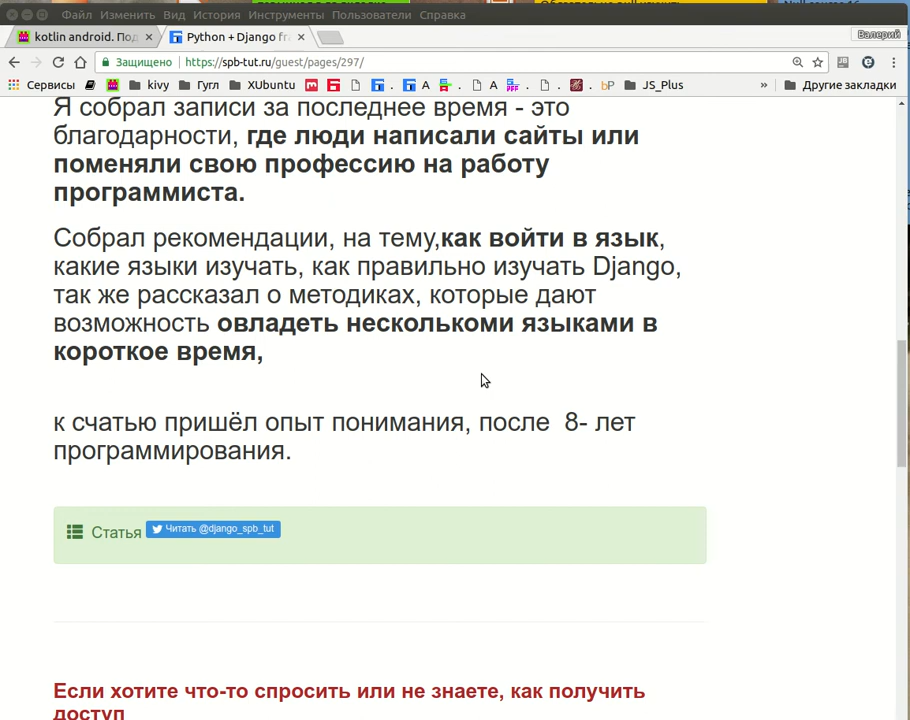 Файл Изменить Вид История Инструменты Пользователи Справка
kotlin android. Под
Python + Django fra
Валерий
Защищено https://spb-tut.ru/guest/pages/297/
Сервисы kivy Гугл XUbuntu A A bP JS_Plus » Другие закладки
Я собрал записи за последнее время - это
благодарности, где люди написали сайты или
поменяли свою профессию на работу
программиста.
Собрал рекомендации, на тему,как войти в язык,
какие языки изучать, как правильно изучать Django,
так же рассказал о методиках, которые дают
возможность овладеть несколькоми языками в
короткое время,
к счатью пришёл опыт понимания, после 8- лет
программирования.
Статья Читать @django_spb_tut
Если хотите что-то спросить или не знаете, как получить
доступ